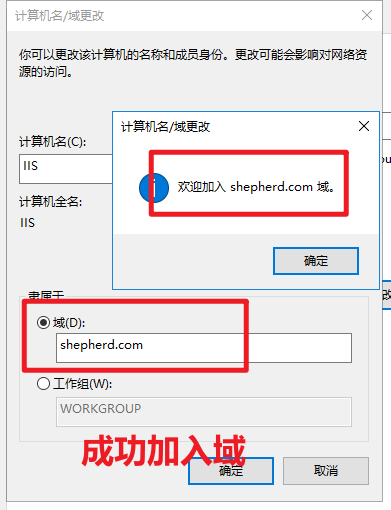 计算机名/域更改
你可以更改该计算机的名称和成员身份。更改可能会影响对网络资
源的访问。
计算机名(C):
IIS
计算机全名:
IIS
计算机名/域更改
欢迎加入 shepherd.com 域。
确定
隶属于
域(D):
shepherd.com
工作组(W):
WORKGROUP
成功加入域
确定
取消